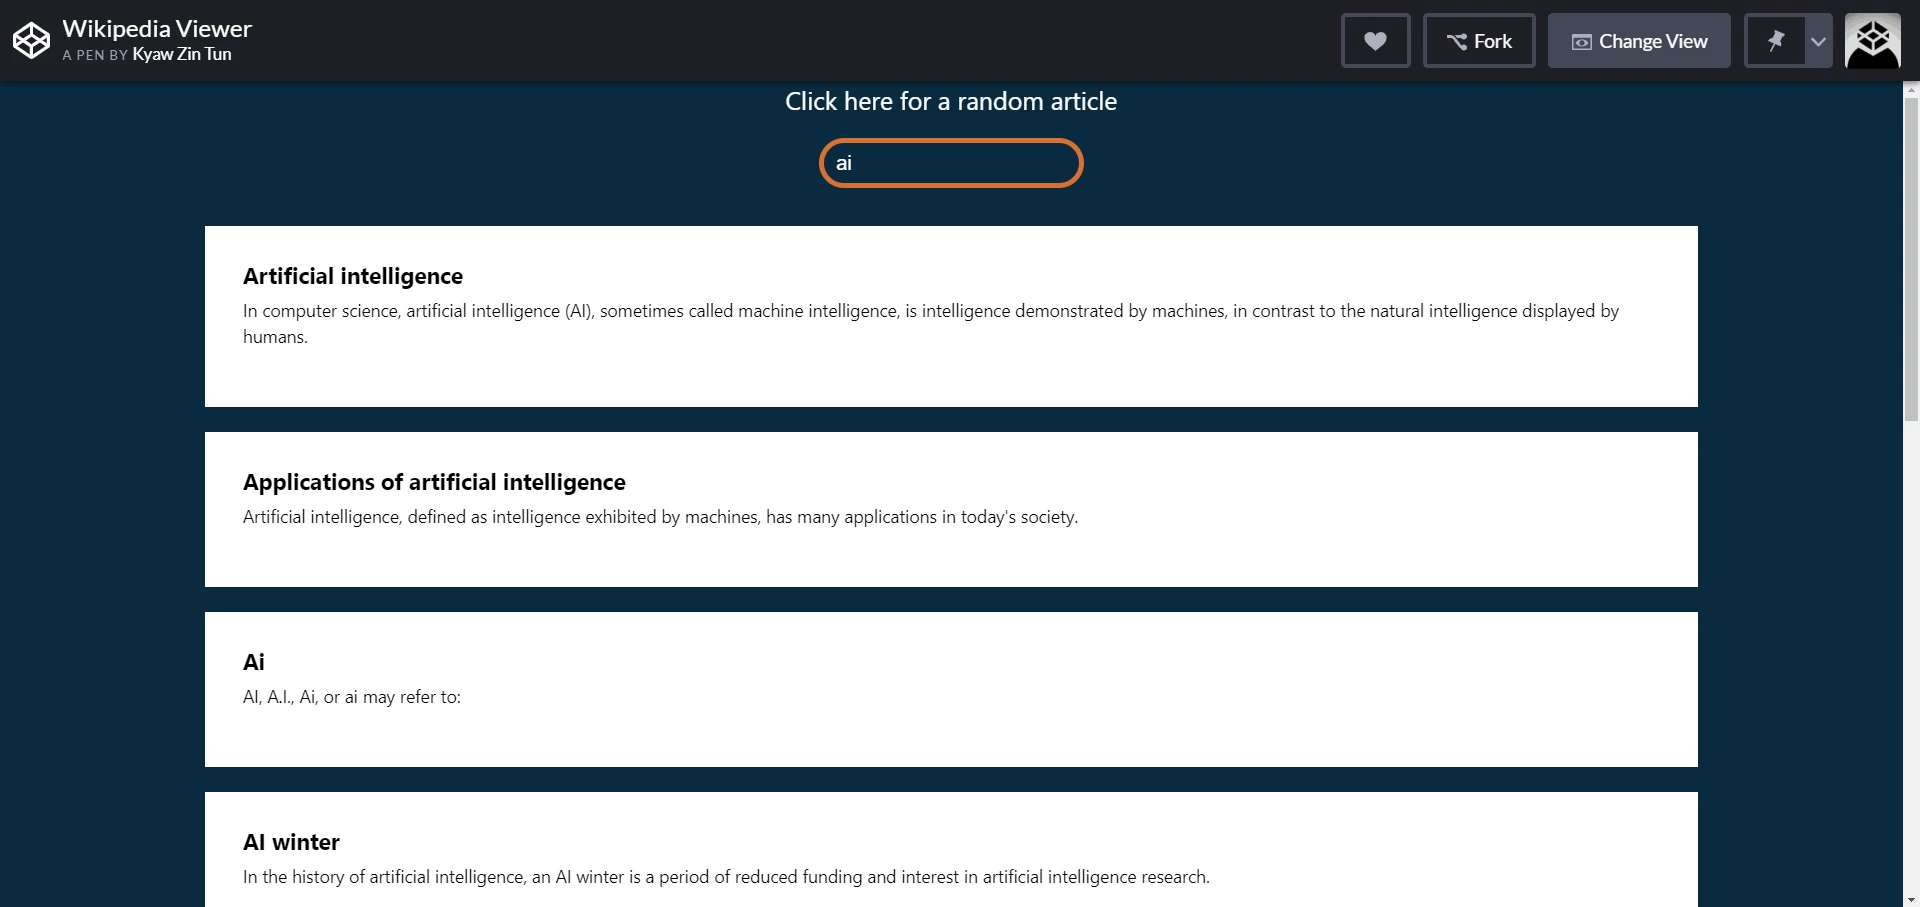 Wikipedia Viewer
A PEN BY Kyaw Zin Tun
Fork
Change View
Click here for a random article
ai
Artificial intelligence
In computer science, artificial intelligence (AI), sometimes called machine intelligence, is intelligence demonstrated by machines, in contrast to the natural intelligence displayed by
humans.
Applications of artificial intelligence
Artificial intelligence, defined as intelligence exhibited by machines, has many applications in today's society.
Ai
AI, A.I., Ai, or ai may refer to:
AI winter
In the history of artificial intelligence, an AI winter is a period of reduced funding and interest in artificial intelligence research.